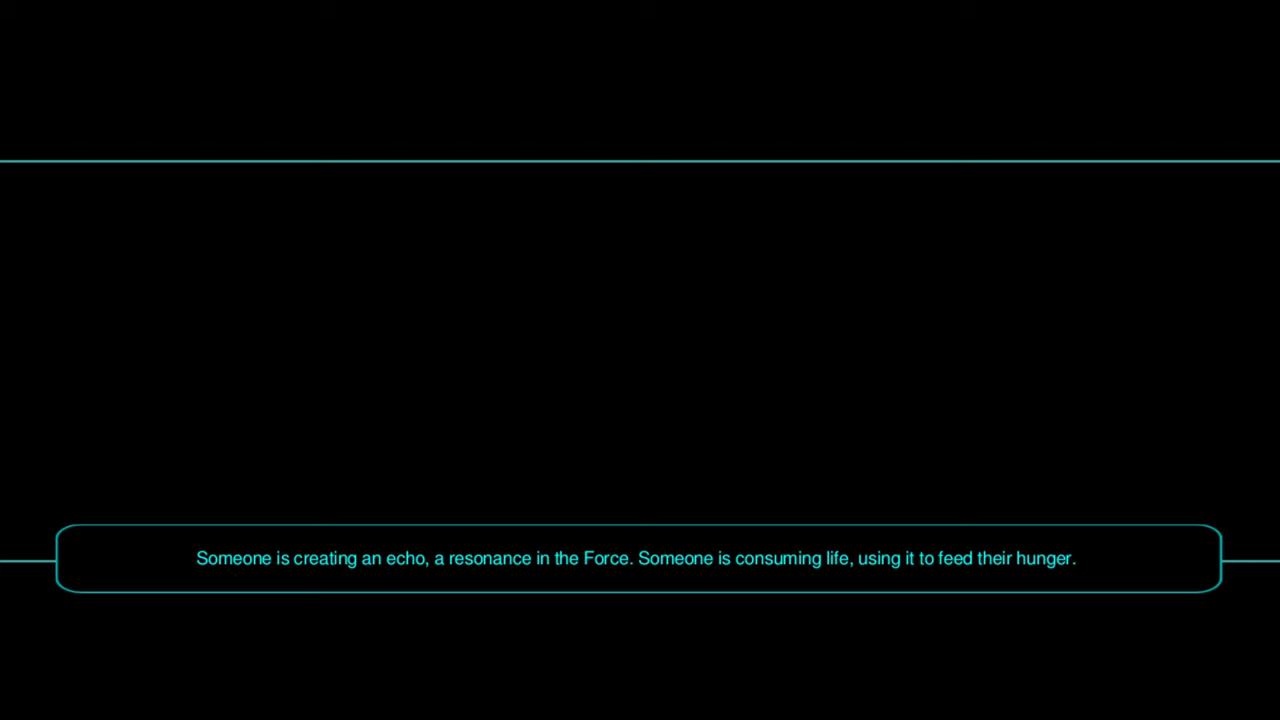 Someone is creating an echo, a resonance in the Force. Someone is consuming life, using it to feed their hunger.